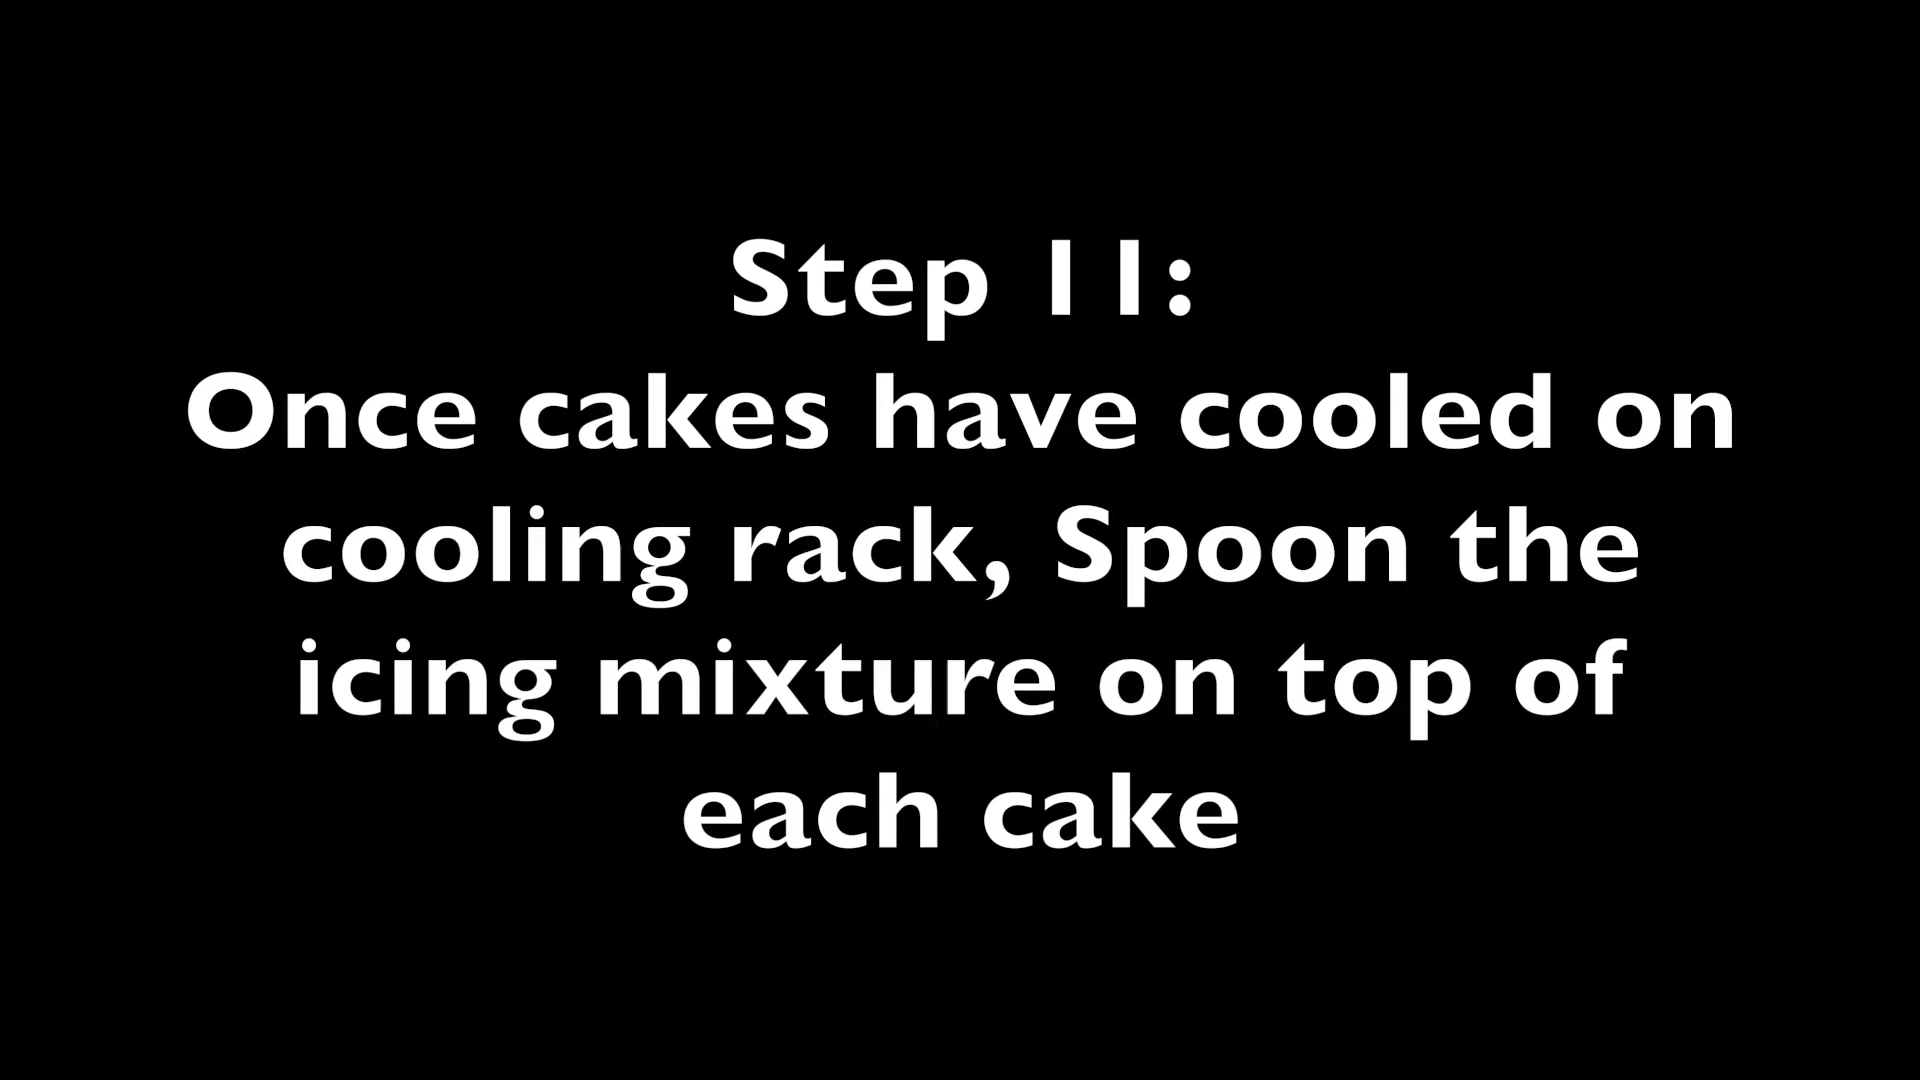 Step 11:
Once cakes have cooled on
cooling rack, Spoon the
icing mixture on top of
each cake